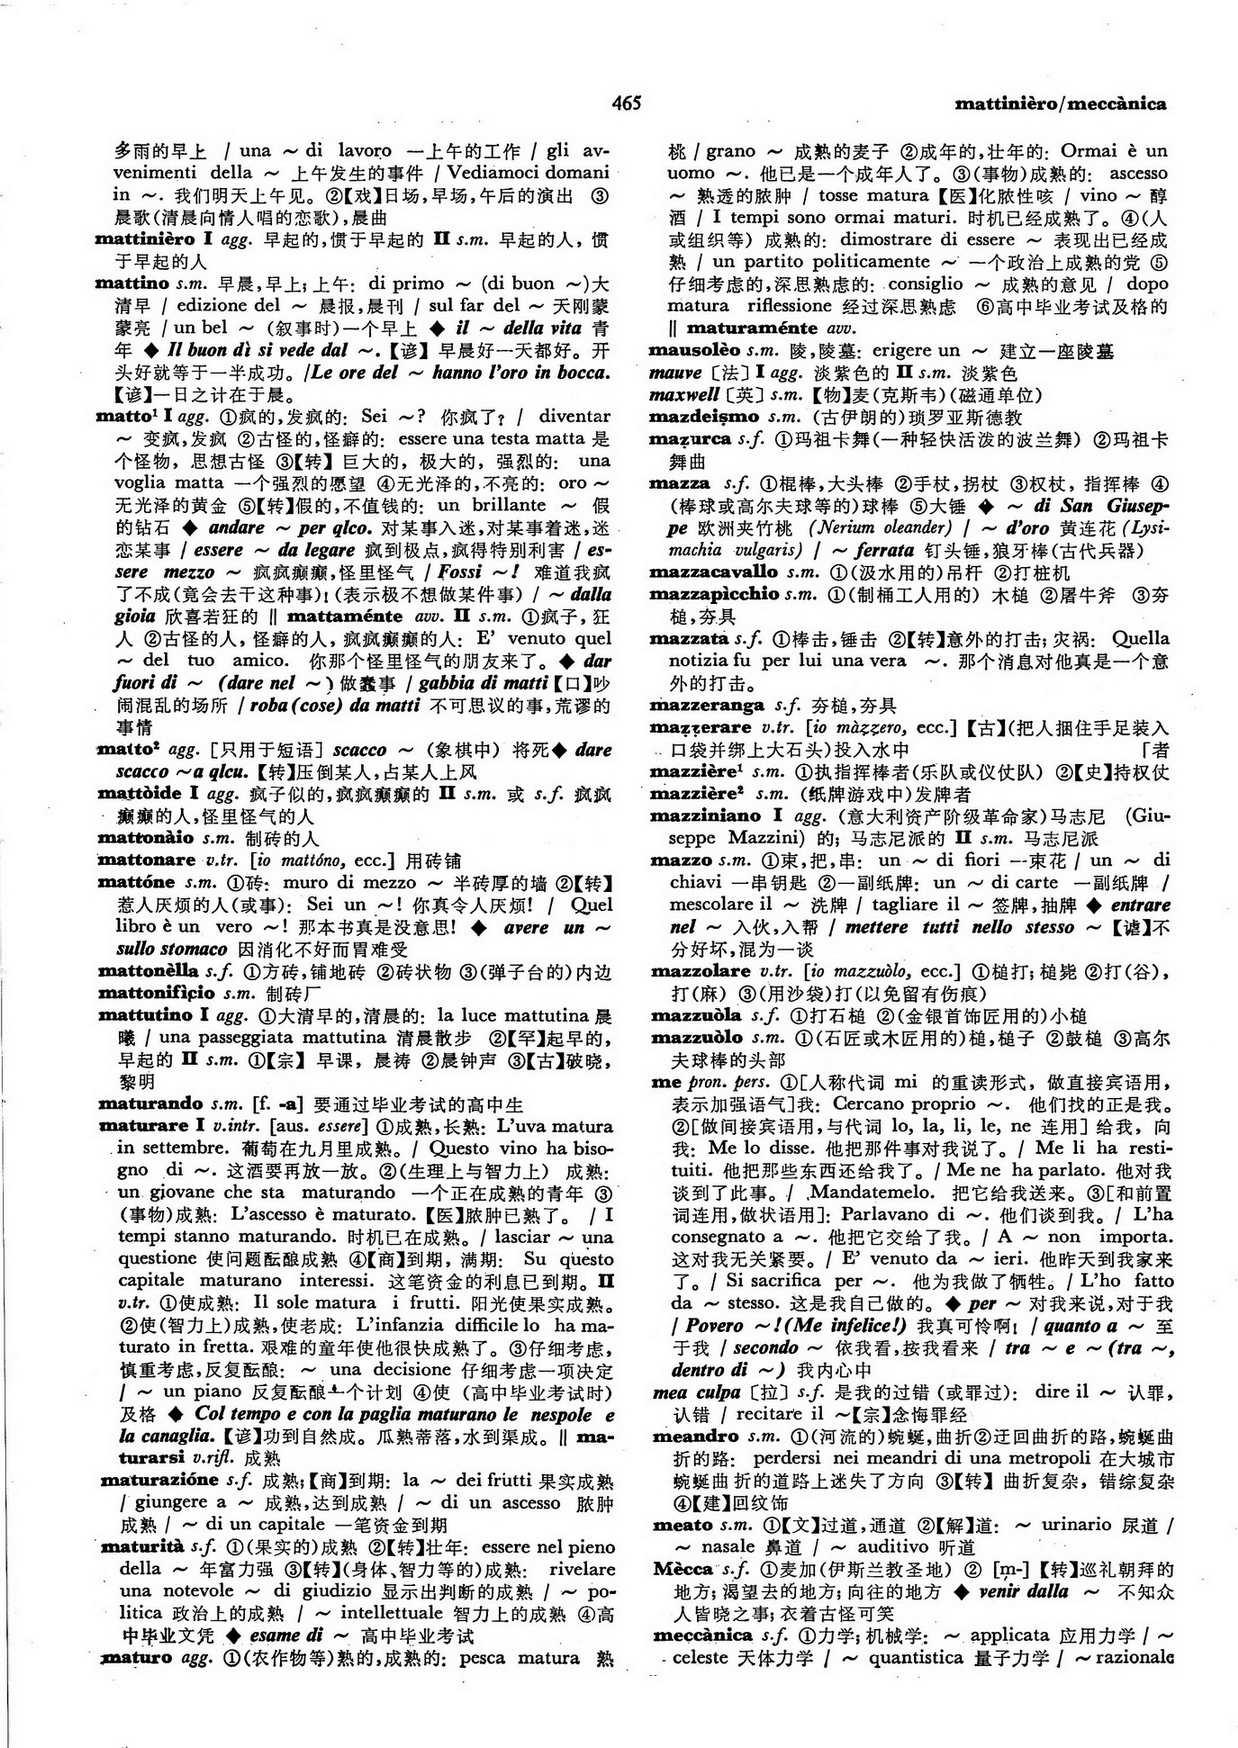 465
mattinièro/meccànica
多雨的早上 / una ~ di lavoro 一上午的工作 / gli av-
venimenti della ~ 上午发生的事件 / Vediamoci domani
in ~. 我们明天上午见。②【戏】日场,早场,午后的演出 ③
晨歌(清晨向情人唱的恋歌),晨曲
mattinièro I agg. 早起的,惯于早起的 II s.m. 早起的人, 惯
于早起的人
mattino s.m. 早晨,早上; 上午: di primo ~ (di buon ~)大
清早 / edizione del ~ 晨报,晨刊 / sul far del ~ 天刚蒙
蒙亮 / un bel ~ (叙事时)一个早上 ◆ il ~ della vita 青
年 ◆ Il buon dì si vede dal ~.【谚】早晨好一天都好。开
头好就等于一半成功。/Le ore del ~ hanno l'oro in bocca.
【谚】一日之计在于晨。
matto¹ I agg. ①疯的,发疯的: Sei ~? 你疯了? / diventar
~ 变疯,发疯 ②古怪的,怪癖的: essere una testa matta 是
个怪物, 思想古怪 ③【转】巨大的, 极大的, 强烈的: una
voglia matta 一个强烈的愿望 ④无光泽的,不亮的: oro ~
无光泽的黄金 ⑤【转】假的,不值钱的: un brillante ~ 假
的钻石 ◆ andare ~ per qlco. 对某事入迷,对某事着迷,迷
恋某事 / essere ~ da legare 疯到极点,疯得特别利害 / es-
sere mezzo ~ 疯疯癫癫,怪里怪气 / Fossi ~! 难道我疯
了不成(竟会去干这种事)! (表示极不想做某件事) / ~ dalla
gioia 欣喜若狂的 ‖ mattaménte avv. II s.m. ①疯子, 狂
人 ②古怪的人, 怪癖的人, 疯疯癫癫的人: E' venuto quel
~ del tuo amico. 你那个怪里怪气的朋友来了。◆ dar
fuori di ~ (dare nel ~) 做蠢事 / gabbia di matti【口】吵
闹混乱的场所 / roba (cose) da matti 不可思议的事,荒谬的
事情
matto² agg. [只用于短语] scacco ~ (象棋中) 将死◆ dare
scacco ~ a qlcu.【转】压倒某人,占某人上风
mattòide I agg. 疯子似的,疯疯癫癫的 II s.m. 或 s.f. 疯疯
癫癫的人,怪里怪气的人
mattonàio s.m. 制砖的人
mattonare v.tr. [io mattóno, ecc.] 用砖铺
mattóne s.m. ①砖: muro di mezzo ~ 半砖厚的墙 ②【转】
惹人厌烦的人(或事): Sei un ~! 你真令人厌烦! / Quel
libro è un vero ~! 那本书真是没意思! ◆ avere un ~
sullo stomaco 因消化不好而胃难受
mattonèlla s.f. ①方砖,铺地砖 ②砖状物 ③(弹子台的)内边
mattonifìcio s.m. 制砖厂
mattutino I agg. ①大清早的,清晨的: la luce mattutina 晨
曦 / una passeggiata mattutina 清晨散步 ②【罕】起早的,
早起的 II s.m. ①【宗】早课, 晨祷 ②晨钟声 ③【古】破晓,
黎明
maturando s.m. [f. -a] 要通过毕业考试的高中生
maturare I v.intr. [aus. essere] ①成熟,长熟: L'uva matura
in settembre. 葡萄在九月里成熟。/ Questo vino ha biso-
gno di ~. 这酒要再放一放。②(生理上与智力上) 成熟:
un giovane che sta maturando 一个正在成熟的青年 ③
(事物)成熟: L'ascesso è maturato.【医】脓肿已熟了。 / I
tempi stanno maturando. 时机已在成熟。/ lasciar ~ una
questione 使问题酝酿成熟 ④【商】到期, 满期: Su questo
capitale maturano interessi. 这笔资金的利息已到期。II
v.tr. ①使成熟: Il sole matura i frutti. 阳光使果实成熟。
②使(智力上)成熟,使老成: L'infanzia difficile lo ha ma-
turato in fretta. 艰难的童年使他很快成熟了。③仔细考虑,
慎重考虑,反复酝酿: ~ una decisione 仔细考虑一项决定
/ ~ un piano 反复酝酿一个计划 ④使 (高中毕业考试时)
及格 ◆ Col tempo e con la paglia maturano le nespole e
la canaglia.【谚】功到自然成。瓜熟蒂落,水到渠成。‖ ma-
turarsi v.rifl. 成熟
maturazióne s.f. 成熟;【商】到期: la ~ dei frutti 果实成熟
/ giungere a ~ 成熟,达到成熟 / ~ di un ascesso 脓肿
成熟 / ~ di un capitale 一笔资金到期
maturità s.f. ①(果实的)成熟 ②【转】壮年: essere nel pieno
della ~ 年富力强 ③【转】(身体、智力等的)成熟: rivelare
una notevole ~ di giudizio 显示出判断的成熟 / ~ po-
litica 政治上的成熟 / ~ intellettuale 智力上的成熟 ④高
中毕业文凭 ◆ esame di ~ 高中毕业考试
maturo agg. ①(农作物等)熟的,成熟的: pesca matura 熟
桃 / grano ~ 成熟的麦子 ②成年的,壮年的: Ormai è un
uomo ~. 他已是一个成年人了。③(事物)成熟的: ascesso
~ 熟透的脓肿 / tosse matura【医】化脓性咳 / vino ~ 醇
酒 / I tempi sono ormai maturi. 时机已经成熟了。④(人
或组织等) 成熟的: dimostrare di essere ~ 表现出已经成
熟 / un partito politicamente ~ 一个政治上成熟的党 ⑤
仔细考虑的,深思熟虑的: consiglio ~ 成熟的意见 / dopo
matura riflessione 经过深思熟虑 ⑥高中毕业考试及格的
‖ maturaménte avv.
mausolèo s.m. 陵,陵墓: erigere un ~ 建立一座陵墓
mauve [法] I agg. 淡紫色的 II s.m. 淡紫色
maxwell [英] s.m.【物】麦(克斯韦)(磁通单位)
mazdeismo s.m. (古伊朗的)琐罗亚斯德教
mazurca s.f. ①玛祖卡舞(一种轻快活泼的波兰舞) ②玛祖卡
舞曲
mazza s.f. ①棍棒,大头棒 ②手杖,拐杖 ③权杖, 指挥棒 ④
(棒球或高尔夫球等的)球棒 ⑤大锤 ◆ ~ di San Giusep-
pe 欧洲夹竹桃 (Nerium oleander) / ~ d'oro 黄连花 (Lysi-
machia vulgaris) / ~ ferrata 钉头锤,狼牙棒(古代兵器)
mazzacavallo s.m. ①(汲水用的)吊杆 ②打桩机
mazzapìcchio s.m. ①(制桶工人用的) 木槌 ②屠牛斧 ③夯
槌,夯具
mazzata s.f. ①棒击,锤击 ②【转】意外的打击; 灾祸: Quella
notizia fu per lui una vera ~. 那个消息对他真是一个意
外的打击。
mazzeranga s.f. 夯槌,夯具
mazzerare v.tr. [io màzzero, ecc.]【古】(把人捆住手足装入
口袋并绑上大石头)投入水中 「者
mazzière¹ s.m. ①执指挥棒者(乐队或仪仗队) ②【史】持权仗
mazzière² s.m. (纸牌游戏中)发牌者
mazziniano I agg. (意大利资产阶级革命家)马志尼 (Giu-
seppe Mazzini) 的; 马志尼派的 II s.m. 马志尼派
mazzo s.m. ①束,把,串: un ~ di fiori 一束花 / un ~ di
chiavi 一串钥匙 ②一副纸牌: un ~ di carte 一副纸牌 /
mescolare il ~ 洗牌 / tagliare il ~ 签牌,抽牌 ◆ entrare
nel ~ 入伙,入帮 / mettere tutti nello stesso ~【谑】不
分好坏,混为一谈
mazzolare v.tr. [io mazzuòlo, ecc.] ①槌打; 槌毙 ②打(谷),
打(麻) ③(用沙袋)打(以免留有伤痕)
mazzuòla s.f. ①打石槌 ②(金银首饰匠用的)小槌
mazzuòlo s.m. ①(石匠或木匠用的)槌,槌子 ②鼓槌 ③高尔
夫球棒的头部
me pron. pers. ①[人称代词 mi 的重读形式, 做直接宾语用,
表示加强语气]我: Cercano proprio ~. 他们找的正是我。
②[做间接宾语用,与代词 lo, la, li, le, ne 连用] 给我, 向
我: Me lo disse. 他把那件事对我说了。/ Me li ha resti-
tuiti. 他把那些东西还给我了。/ Me ne ha parlato. 他对我
谈到了此事。/ Mandatemelo. 把它给我送来。③[和前置
词连用,做状语用]: Parlavano di ~. 他们谈到我。/ L'ha
consegnato a ~. 他把它交给了我。/ A ~ non importa.
这对我无关紧要。/ E' venuto da ~ ieri. 他昨天到我家来
了。/ Si sacrifica per ~. 他为我做了牺牲。/ L'ho fatto
da ~ stesso. 这是我自己做的。◆ per ~ 对我来说,对于我
/ Povero ~! (Me infelice!) 我真可怜啊! / quanto a ~ 至
于我 / secondo ~ 依我看,按我看来 / tra ~ e ~ (tra ~,
dentro di ~) 我内心中
mea culpa [拉] s.f. 是我的过错 (或罪过): dire il ~ 认罪,
认错 / recitare il ~【宗】念悔罪经
meandro s.m. ①(河流的)蜿蜒,曲折②迂回曲折的路,蜿蜒曲
折的路: perdersi nei meandri di una metropoli 在大城市
蜿蜒曲折的道路上迷失了方向 ③【转】曲折复杂, 错综复杂
④【建】回纹饰
meato s.m. ①【文】过道,通道 ②【解】道: ~ urinario 尿道 /
~ nasale 鼻道 / ~ auditivo 听道
Mècca s.f. ①麦加(伊斯兰教圣地) ② [m-]【转】巡礼朝拜的
地方; 渴望去的地方; 向往的地方 ◆ venir dalla ~ 不知众
人皆晓之事; 衣着古怪可笑
meccànica s.f. ①力学; 机械学: ~ applicata 应用力学 / ~
celeste 天体力学 / ~ quantistica 量子力学 / ~ razionale